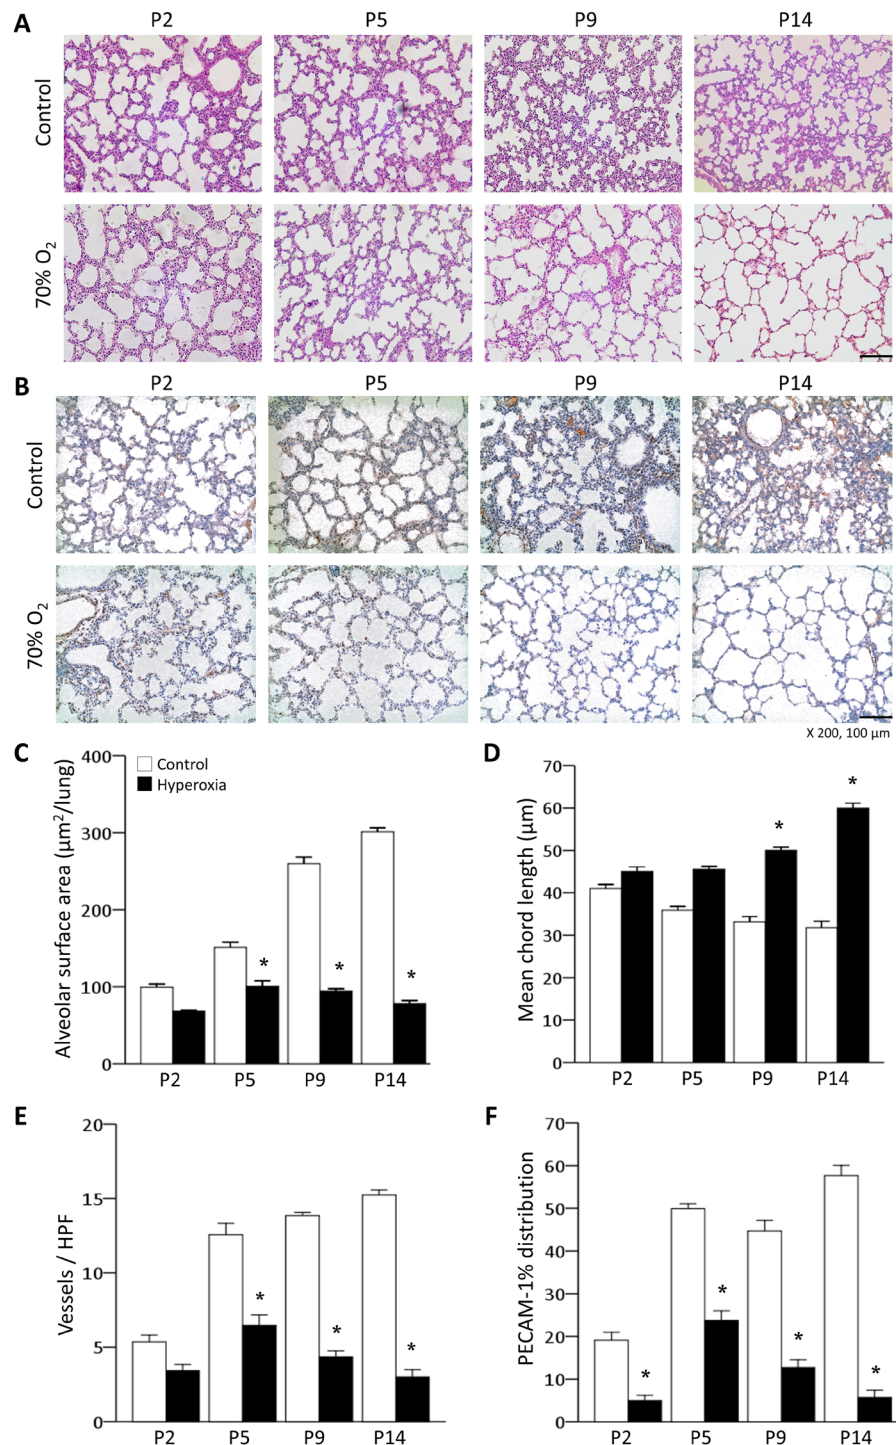 A
P2 P5 P9 P14
Control
70% O2
B
P2 P5 P9 P14
Control
70% O2
X 200, 100 µm
C
Alveolar surface area (µm2/lung)
400
300
200
100
0
Control
Hyperoxia
*
*
*
P2 P5 P9 P14
D
Mean chord length (µm)
70
60
50
40
30
20
10
0
*
*
P2 P5 P9 P14
E
Vessels / HPF
20
15
10
5
0
*
*
*
P2 P5 P9 P14
F
PECAM-1% distribution
70
60
50
40
30
20
10
0
*
*
*
*
P2 P5 P9 P14